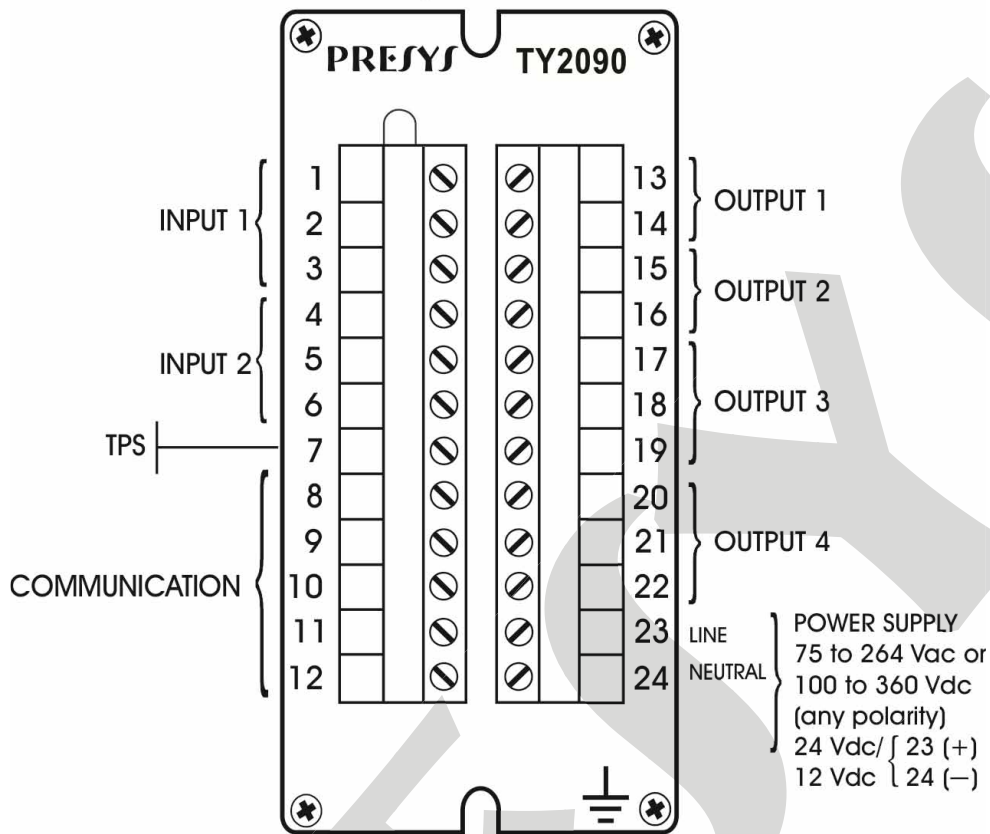 PRESYS TY2090
1
2
3
4
5
6
7
8
9
10
11
12
INPUT 1
INPUT 2
TPS
COMMUNICATION
13
14
15
16
17
18
19
20
21
22
23 LINE
24 NEUTRAL
OUTPUT 1
OUTPUT 2
OUTPUT 3
OUTPUT 4
POWER SUPPLY
75 to 264 Vac or
100 to 360 Vdc
(any polarity)
24 Vdc/ { 23 (+)
12 Vdc { 24 (—)